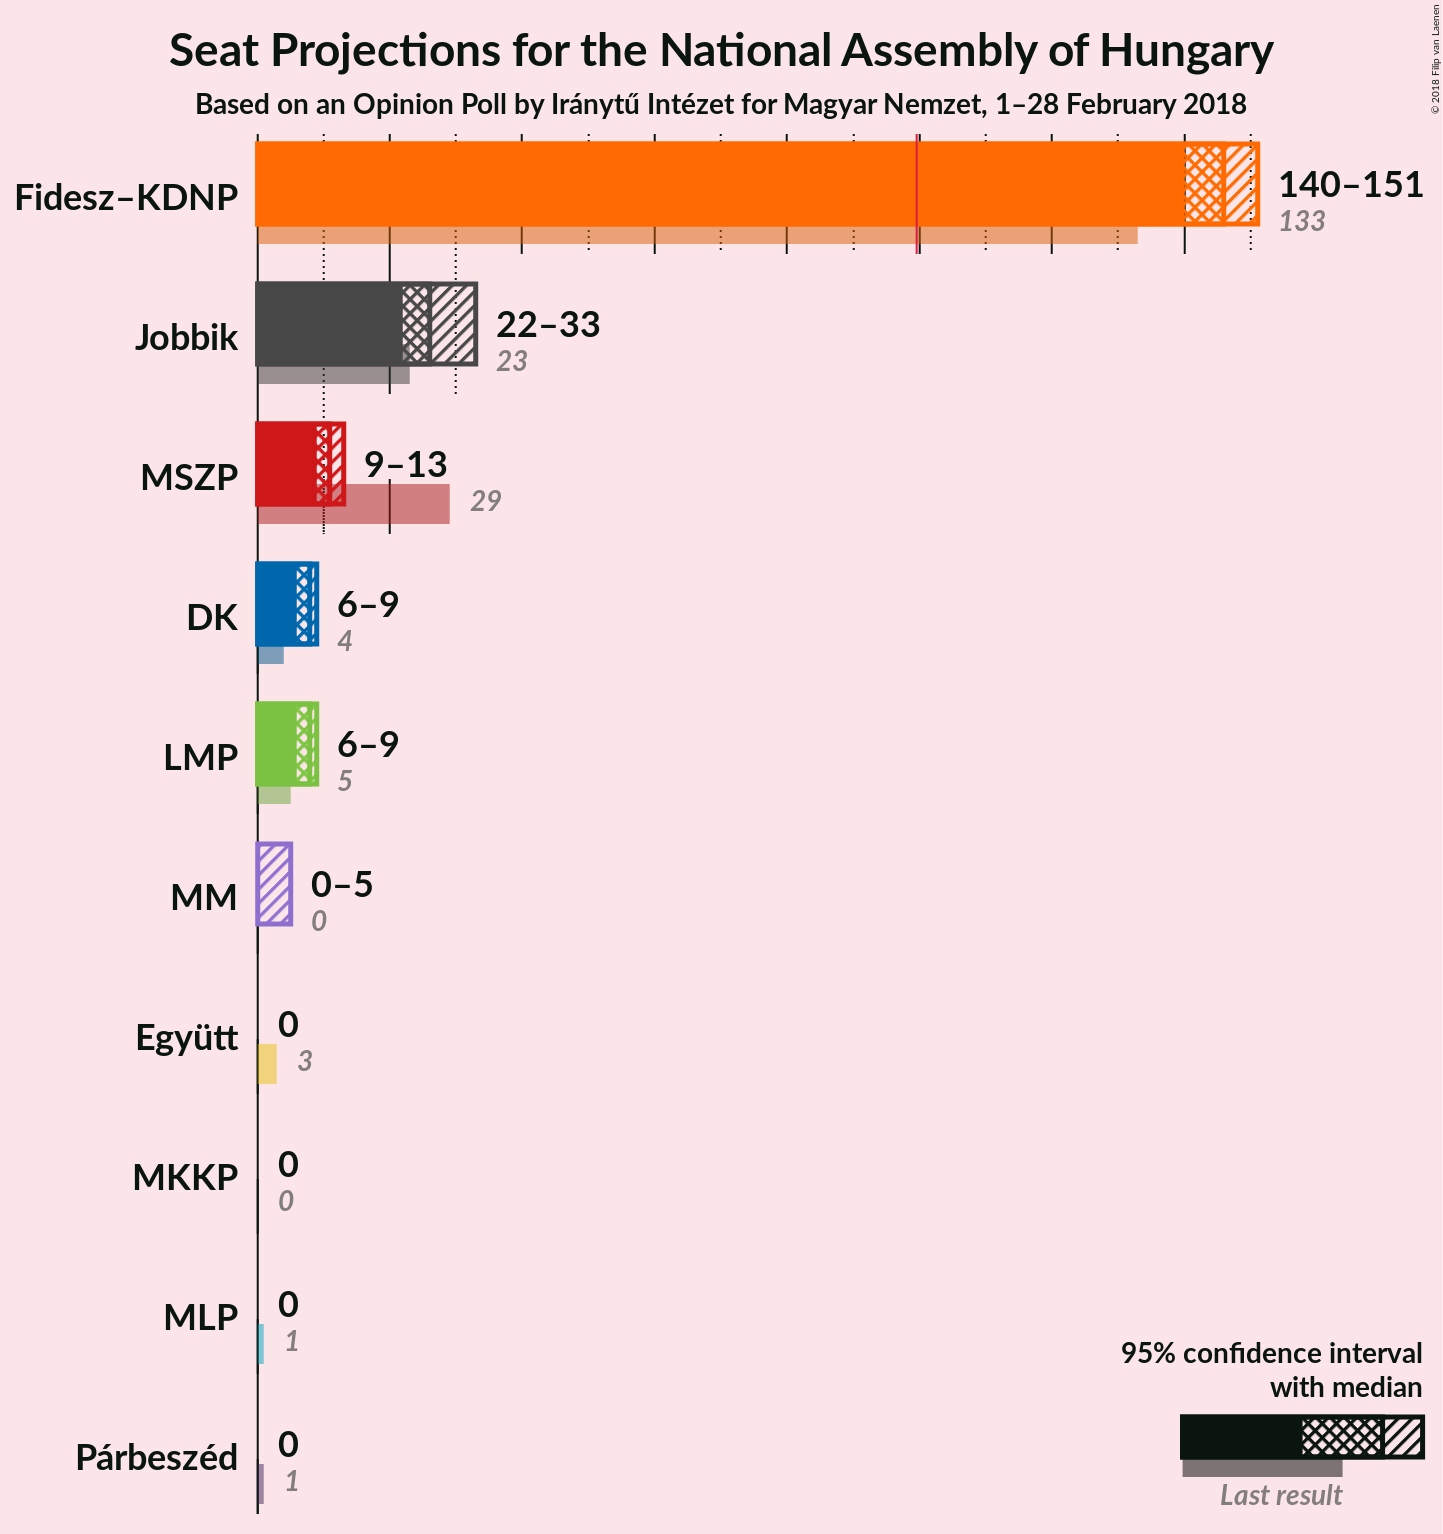 Seat Projections for the National Assembly of Hungary
Based on an Opinion Poll by Iránytű Intézet for Magyar Nemzet, 1–28 February 2018
© 2018 Filip van Laenen
Fidesz–KDNP
140–151
133
Jobbik
22–33
23
MSZP
9–13
29
DK
6–9
4
LMP
6–9
5
MM
0–5
0
Együtt
0
3
MKKP
0
0
MLP
0
1
Párbeszéd
0
1
95% confidence interval
with median
Last result